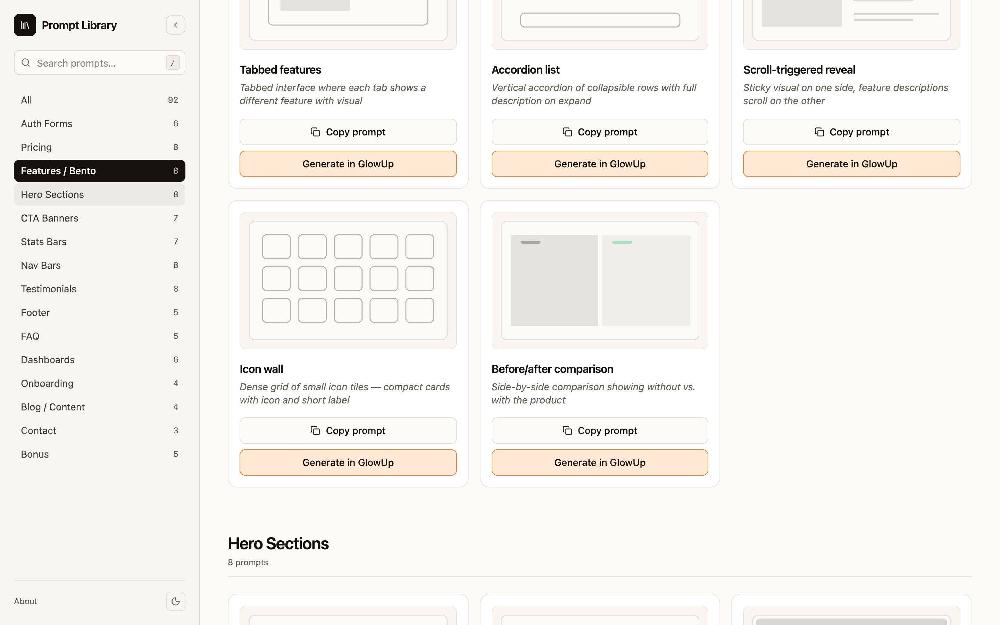 Prompt Library
Search prompts...
/
All 92
Auth Forms 6
Pricing 8
Features / Bento 8
Hero Sections 8
CTA Banners 7
Stats Bars 7
Nav Bars 8
Testimonials 8
Footer 5
FAQ 5
Dashboards 6
Onboarding 4
Blog / Content 4
Contact 3
Bonus 5
About
Tabbed features
Tabbed interface where each tab shows a
different feature with visual
Copy prompt
Generate in GlowUp
Accordion list
Vertical accordion of collapsible rows with full
description on expand
Copy prompt
Generate in GlowUp
Scroll-triggered reveal
Sticky visual on one side, feature descriptions
scroll on the other
Copy prompt
Generate in GlowUp
Icon wall
Dense grid of small icon tiles — compact cards
with icon and short label
Copy prompt
Generate in GlowUp
Before/after comparison
Side-by-side comparison showing without vs.
with the product
Copy prompt
Generate in GlowUp
Hero Sections
8 prompts